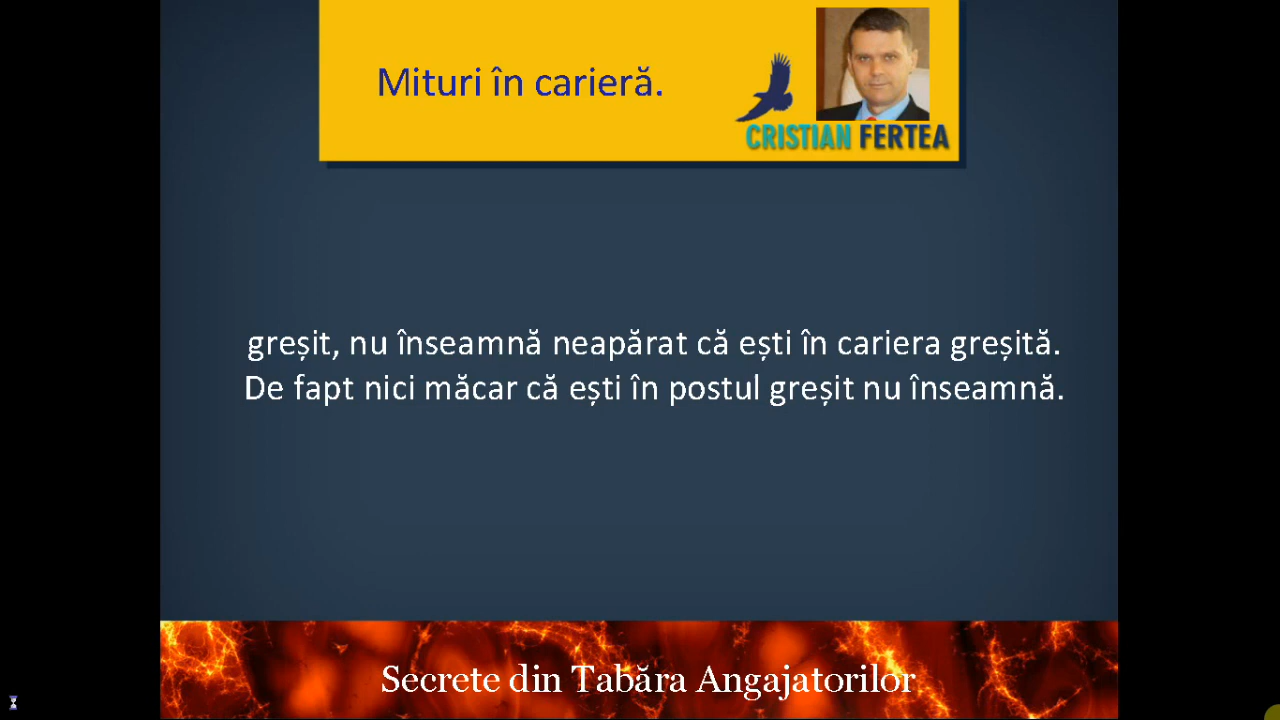 Mituri în carieră.
CRISTIAN FERTEA
greșit, nu înseamnă neapărat că ești în cariera greșită.
De fapt nici măcar că ești în postul greșit nu înseamnă.
Secrete din Tabăra Angajatorilor